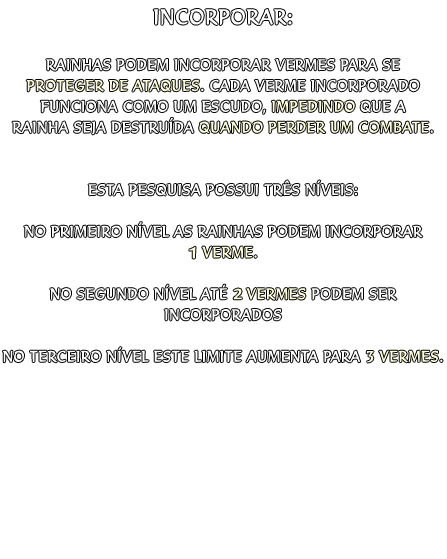 INCORPORAR:
RAINHAS PODEM INCORPORAR VERMES PARA SE
PROTEGER DE ATAQUES. CADA VERME INCORPORADO
FUNCIONA COMO UM ESCUDO, IMPEDINDO QUE A
RAINHA SEJA DESTRUÍDA QUANDO PERDER UM COMBATE.
ESTA PESQUISA POSSUI TRÊS NÍVEIS:
NO PRIMEIRO NÍVEL AS RAINHAS PODEM INCORPORAR
1 VERME.
NO SEGUNDO NÍVEL ATÉ 2 VERMES PODEM SER
INCORPORADOS
NO TERCEIRO NÍVEL ESTE LIMITE AUMENTA PARA 3 VERMES.